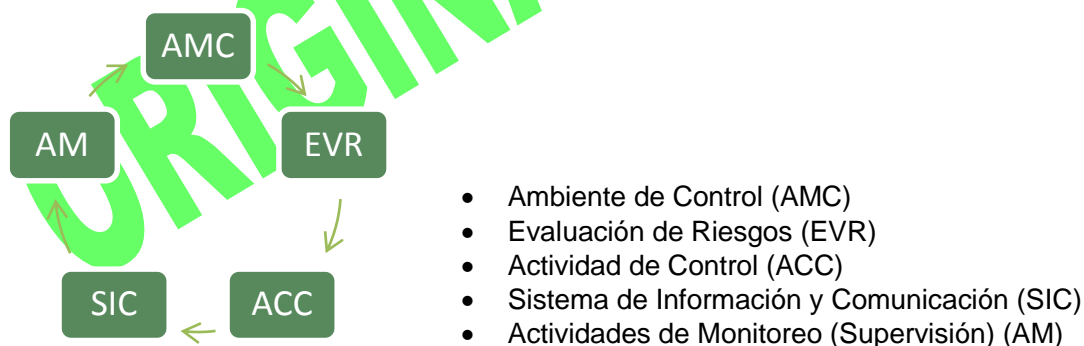 ORIGINA
AMC
AM
EVR
SIC
ACC
• Ambiente de Control (AMC)
• Evaluación de Riesgos (EVR)
• Actividad de Control (ACC)
• Sistema de Información y Comunicación (SIC)
• Actividades de Monitoreo (Supervisión) (AM)